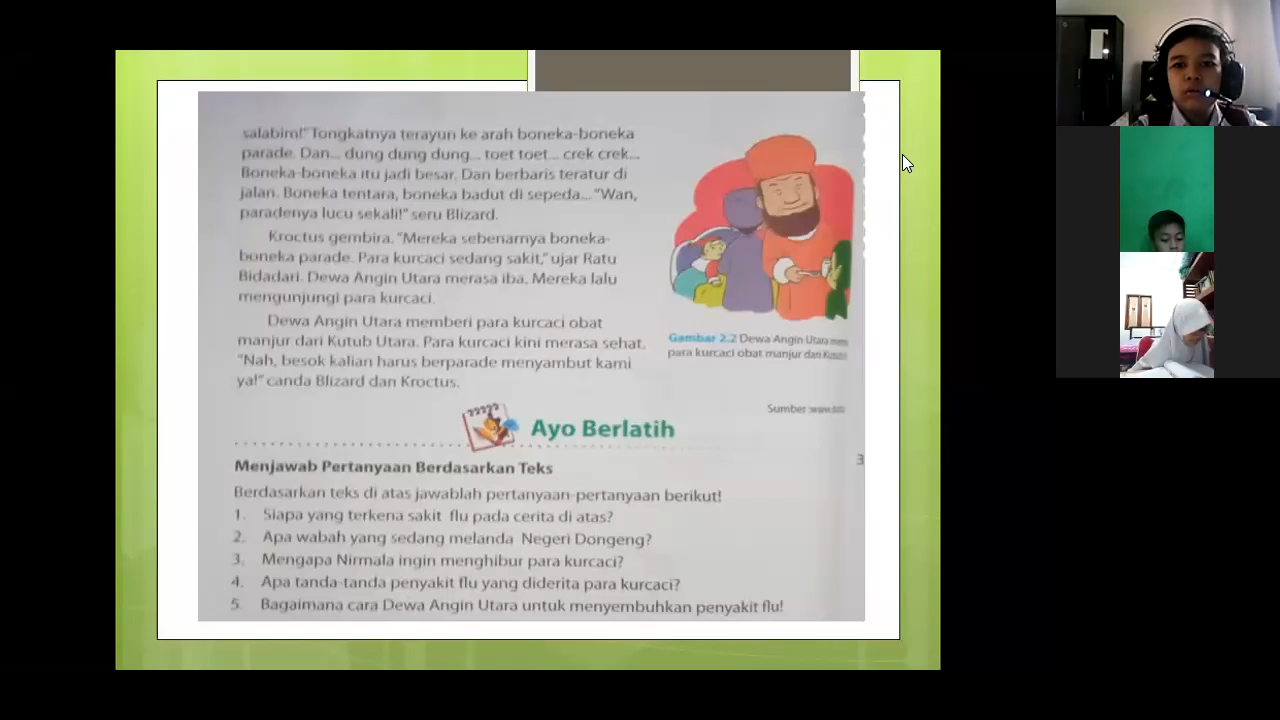 salabim!" Tongkatnya terayun ke arah boneka-boneka
parade. Dan... dung dung dung... toet toet... crek crek...
Boneka-boneka itu jadi besar. Dan berbaris teratur di
jalan. Boneka tentara, boneka badut di sepeda... "Wan,
paradenya lucu sekali!" seru Blizard.
Kroctus gembira. "Mereka sebenarnya boneka-
boneka parade. Para kurcaci sedang sakit," ujar Ratu
Bidadari. Dewa Angin Utara merasa iba. Mereka lalu
mengunjungi para kurcaci.
Dewa Angin Utara memberi para kurcaci obat
manjur dari Kutub Utara. Para kurcaci kini merasa sehat.
"Nah, besok kalian harus berparade menyambut kami
ya!" canda Blizard dan Kroctus.
Gambar 2.2 Dewa Angin Utara
para kurcaci obat manjur dari
Sumber :
Ayo Berlatih
3
Menjawab Pertanyaan Berdasarkan Teks
Berdasarkan teks di atas jawablah pertanyaan-pertanyaan berikut!
1. Siapa yang terkena sakit flu pada cerita di atas?
2. Apa wabah yang sedang melanda Negeri Dongeng?
3. Mengapa Nirmala ingin menghibur para kurcaci?
4. Apa tanda-tanda penyakit flu yang diderita para kurcaci?
5. Bagaimana cara Dewa Angin Utara untuk menyembuhkan penyakit flu!